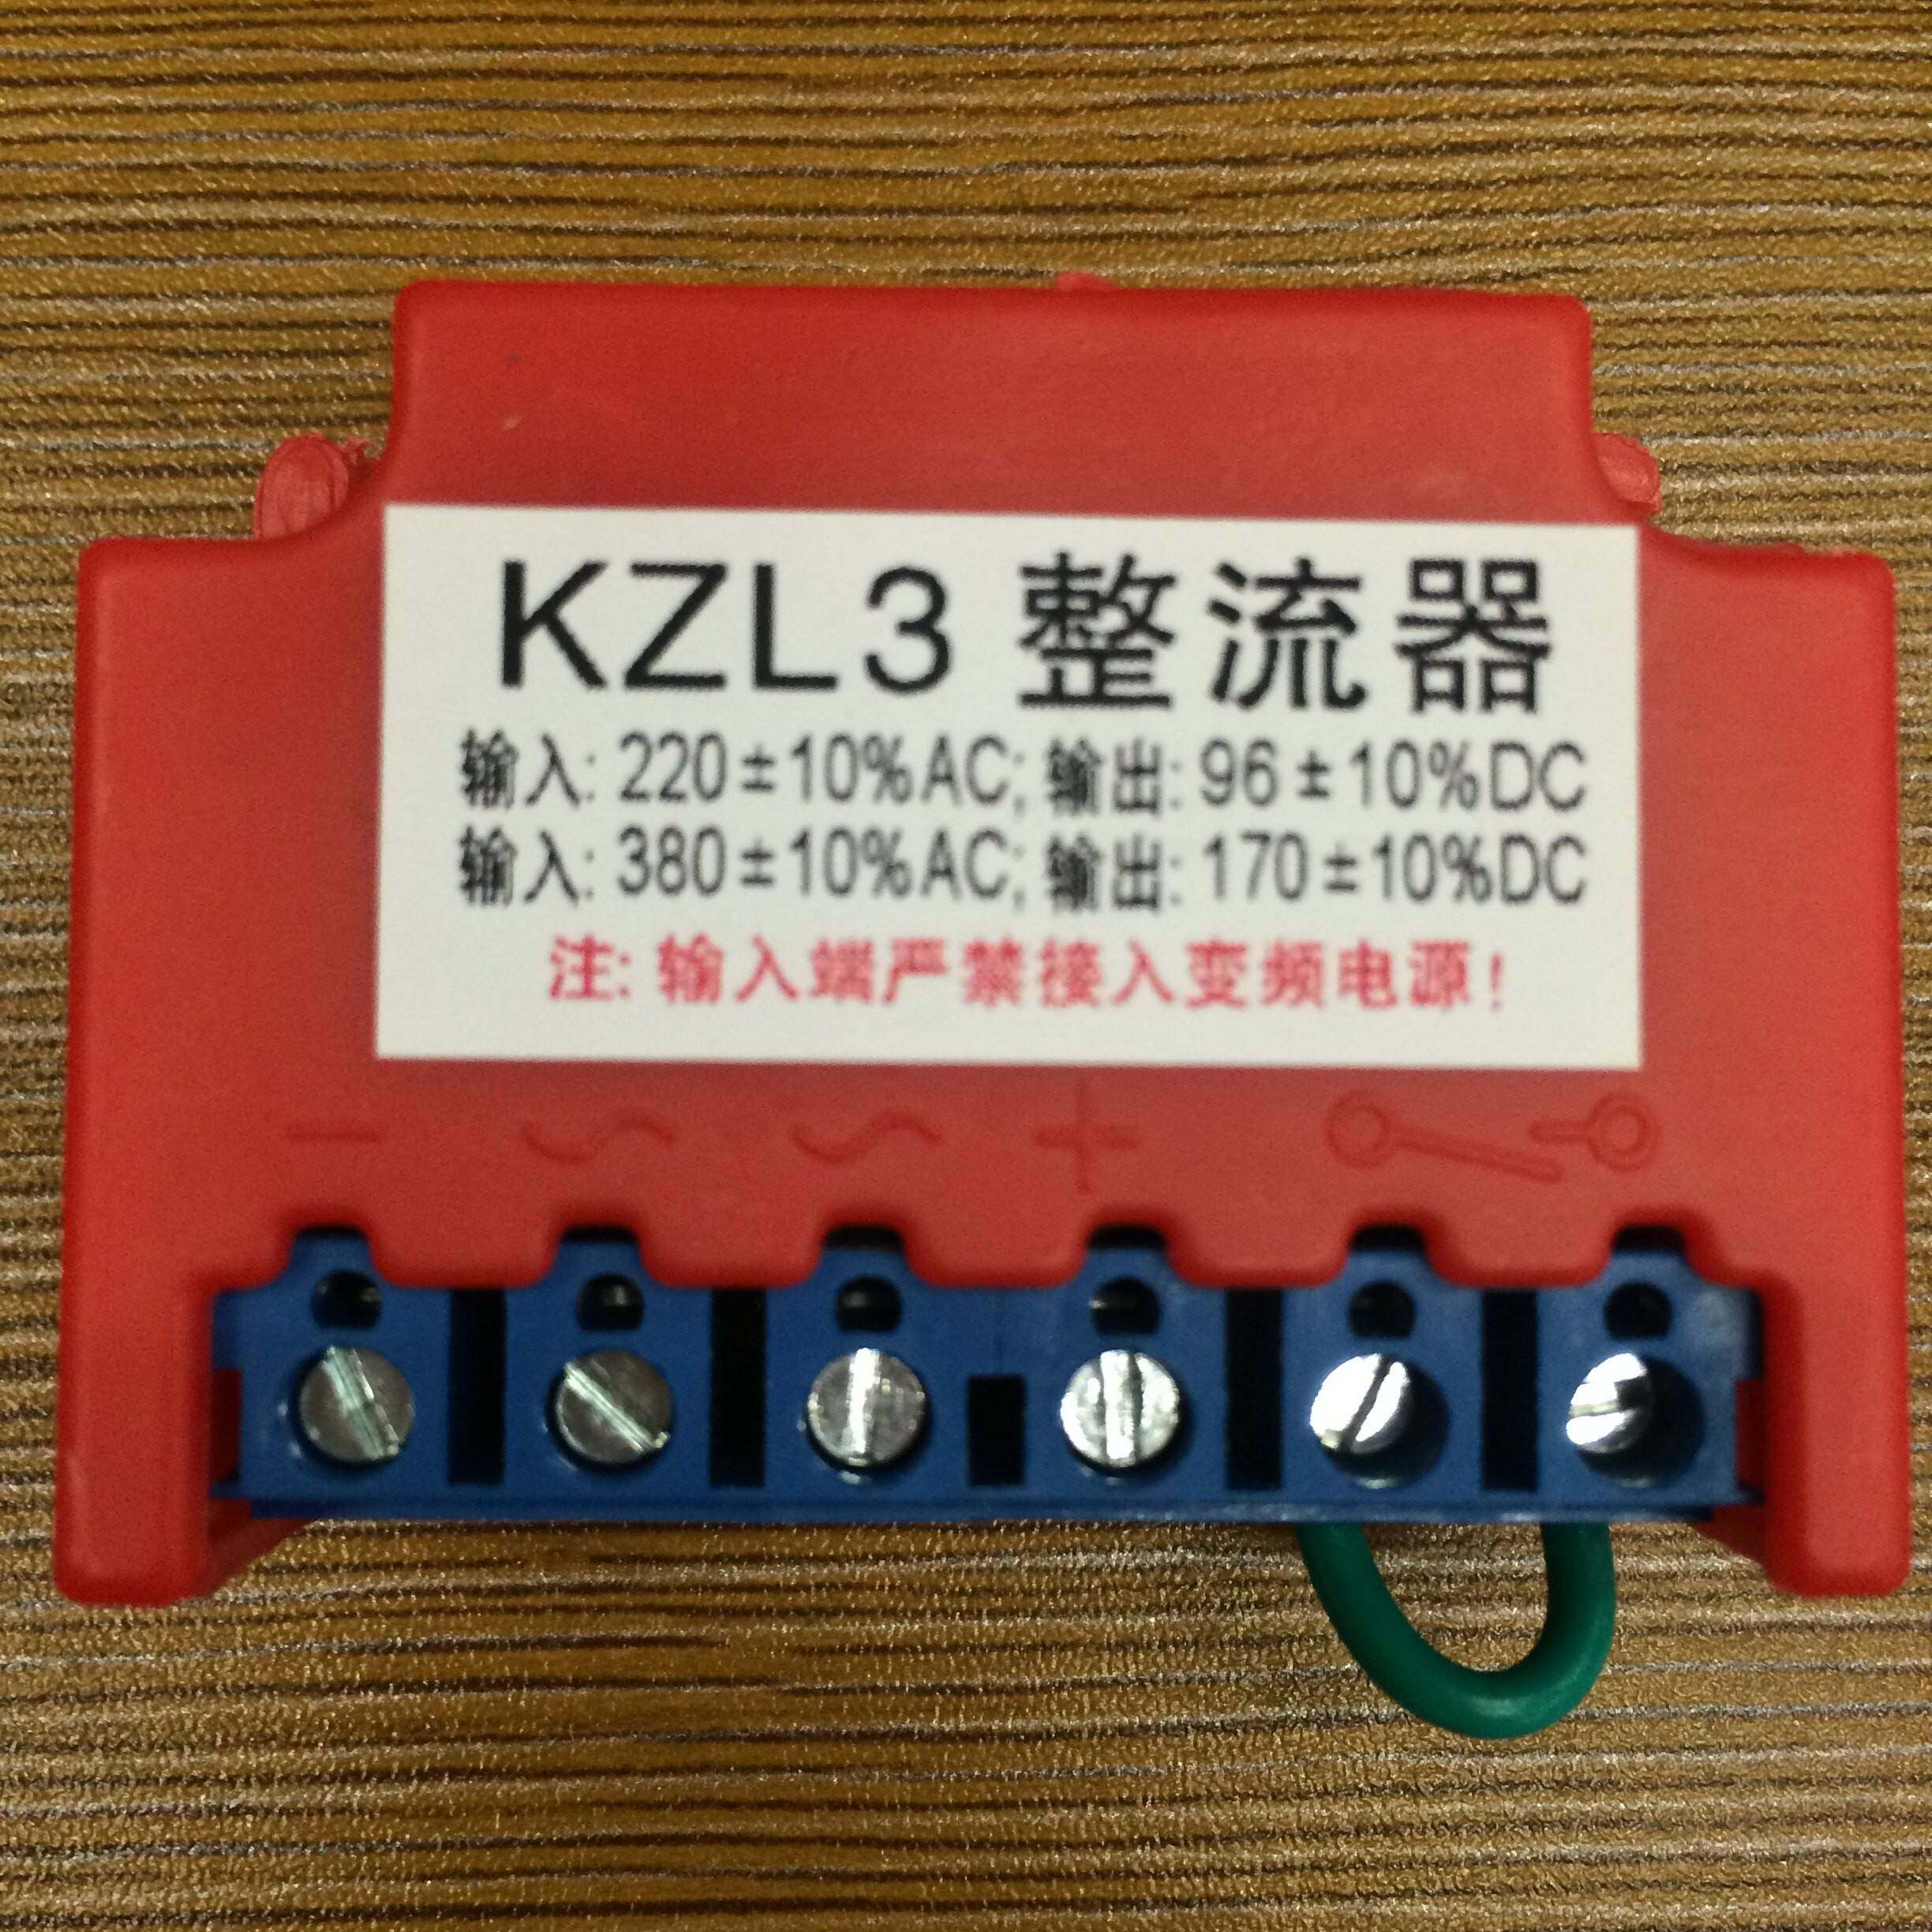 KZL3 整流器
输入: 220±10%AC; 输出: 96±10%DC
输入: 380±10%AC; 输出: 170±10%DC
注: 输入端严禁接入变频电源!
− ~ ~ +